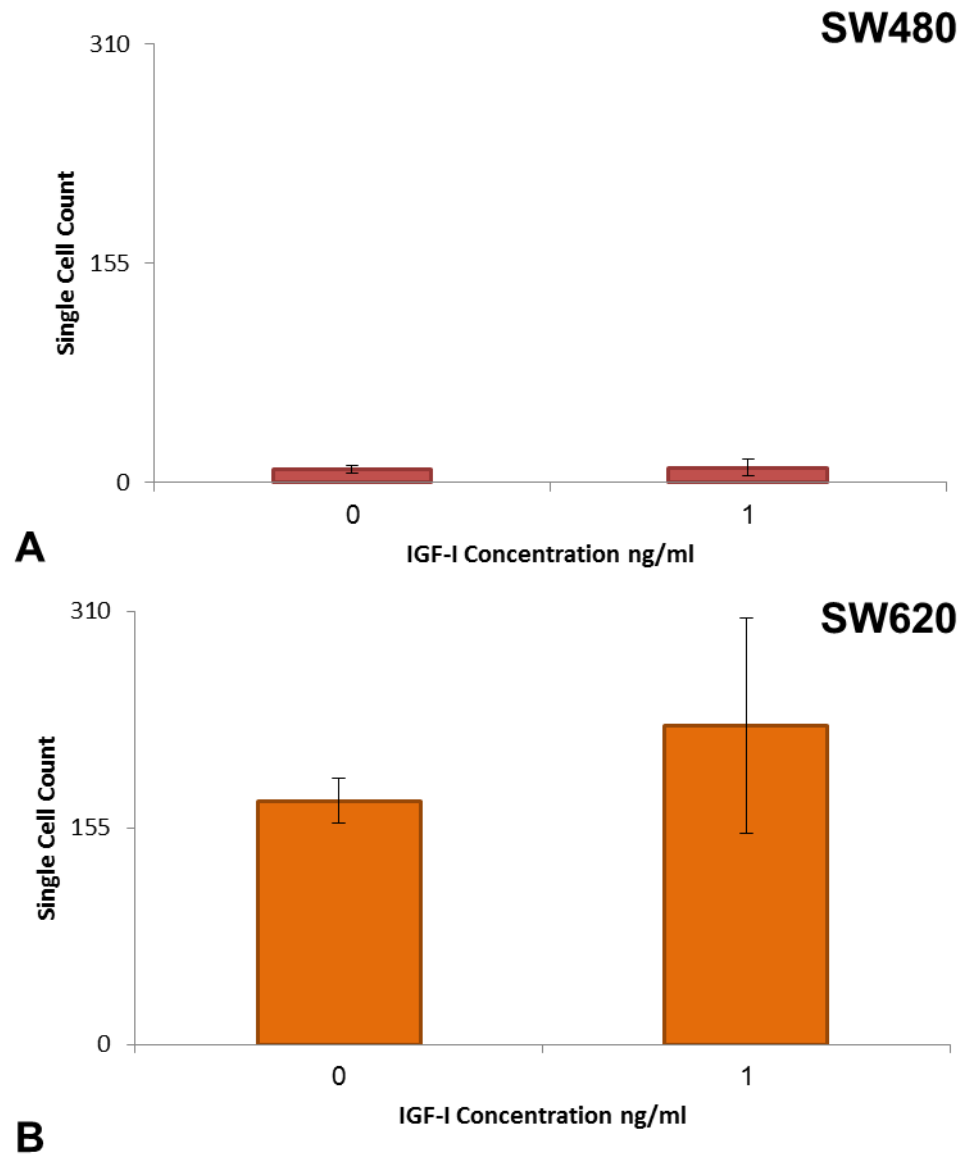 SW480
310
155
0
Single Cell Count
0
1
IGF-I Concentration ng/ml
A
SW620
310
155
0
Single Cell Count
0
1
IGF-I Concentration ng/ml
B